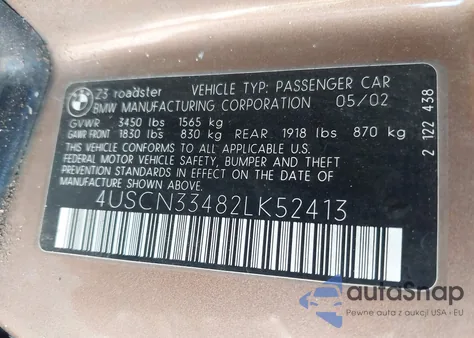 Z3 roadster VEHICLE TYP: PASSENGER CAR
BMW MANUFACTURING CORPORATION 05/02
GVWR 3450 lbs 1565 kg
GAWR FRONT 1830 lbs 830 kg REAR 1918 lbs 870 kg
THIS VEHICLE CONFORMS TO ALL APPLICABLE
FEDERAL MOTOR VEHICLE SAFETY, BUMPER AND THEFT
PREVENTION STANDARDS IN EFFECT ON THE DATE OF
MANUFACTURE SHOWN ABOVE.
4USCN33482LK52413
2 122 438
autoSnap
Pewne auta z aukcji USA - EU